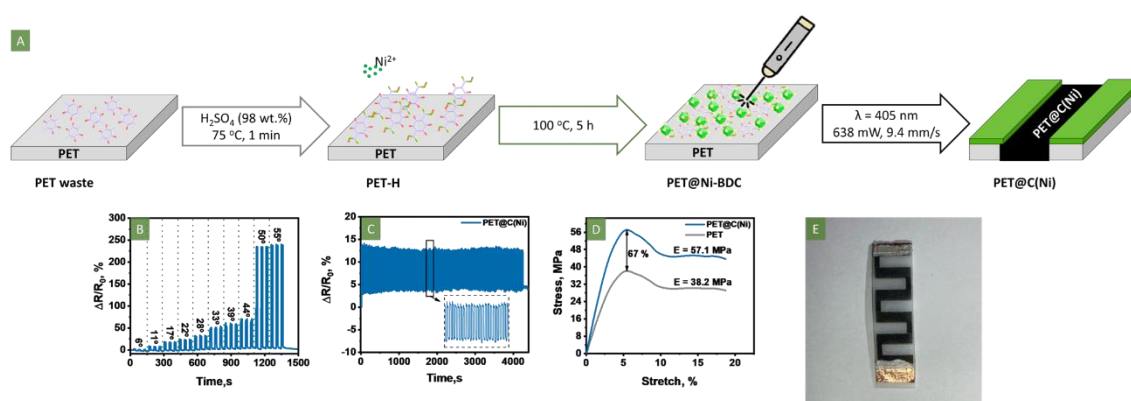 A
Ni²⁺
H₂SO₄ (98 wt.%)
75 °C, 1 min
100 °C, 5 h
λ = 405 nm
638 mW, 9.4 mm/s
PET@C(Ni)
PET
PET
PET
PET waste
PET-H
PET@Ni-BDC
PET@C(Ni)
B
300
250
200
150
100
50
0
ΔR/R₀, %
6°
11°
17°
22°
28°
33°
39°
44°
50°
55°
0 300 600 900 1200 1500
Time,s
C
PET@C(Ni)
20
15
10
5
0
-5
-10
ΔR/R₀, %
0 2000 4000
Time,s
D
PET@C(Ni)
PET
56
48
40
32
24
16
8
0
Stress, MPa
E = 57.1 MPa
67 %
E = 38.2 MPa
0 5 10 15 20
Stretch, %
E